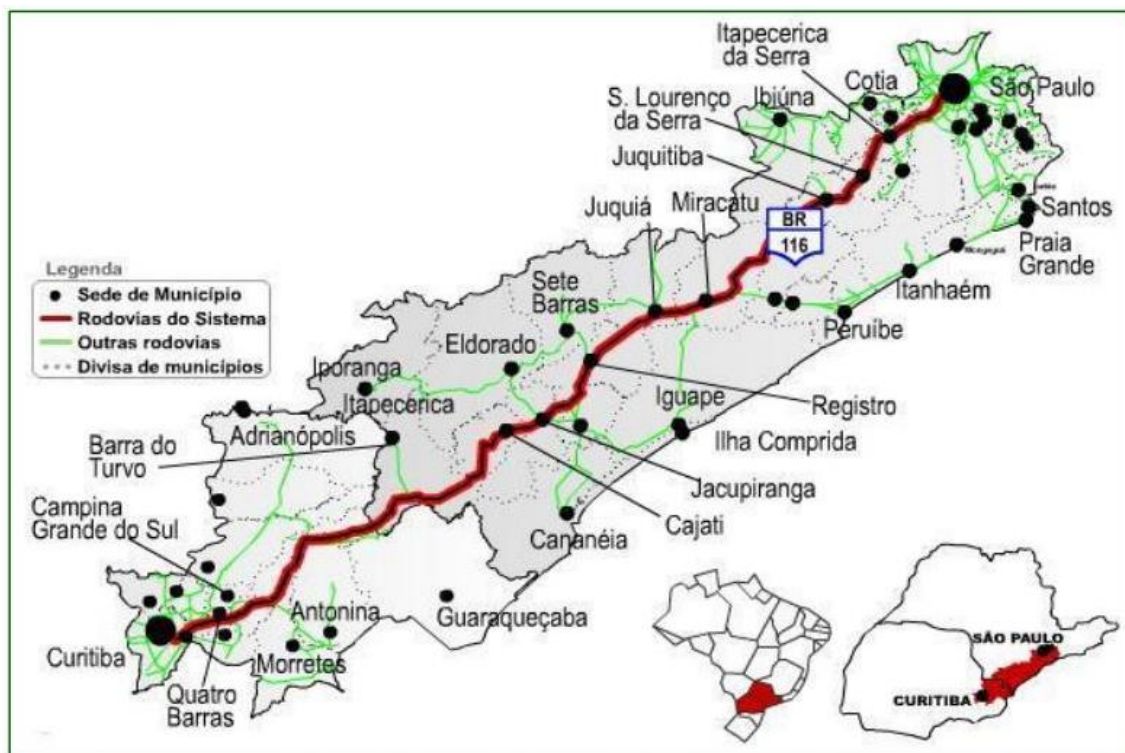 Itapecerica
da Serra
Cotia
São Paulo
S. Lourenço
da Serra
Ibiúna
Juquitiba
Juquiá
Miracatu
BR
116
Santos
Praia
Grande
Itanhaém
Peruíbe
Legenda
Sede de Município
Rodovias do Sistema
Outras rodovias
Divisa de municípios
Sete
Barras
Eldorado
Iporanga
Itapecerica
Iguape
Registro
Ilha Comprida
Adrianópolis
Barra do
Turvo
Jacupiranga
Campina
Grande do Sul
Cajati
Cananéia
Antonina
Guaraqueçaba
Curitiba
Morretes
Quatro
Barras
SÃO PAULO
CURITIBA